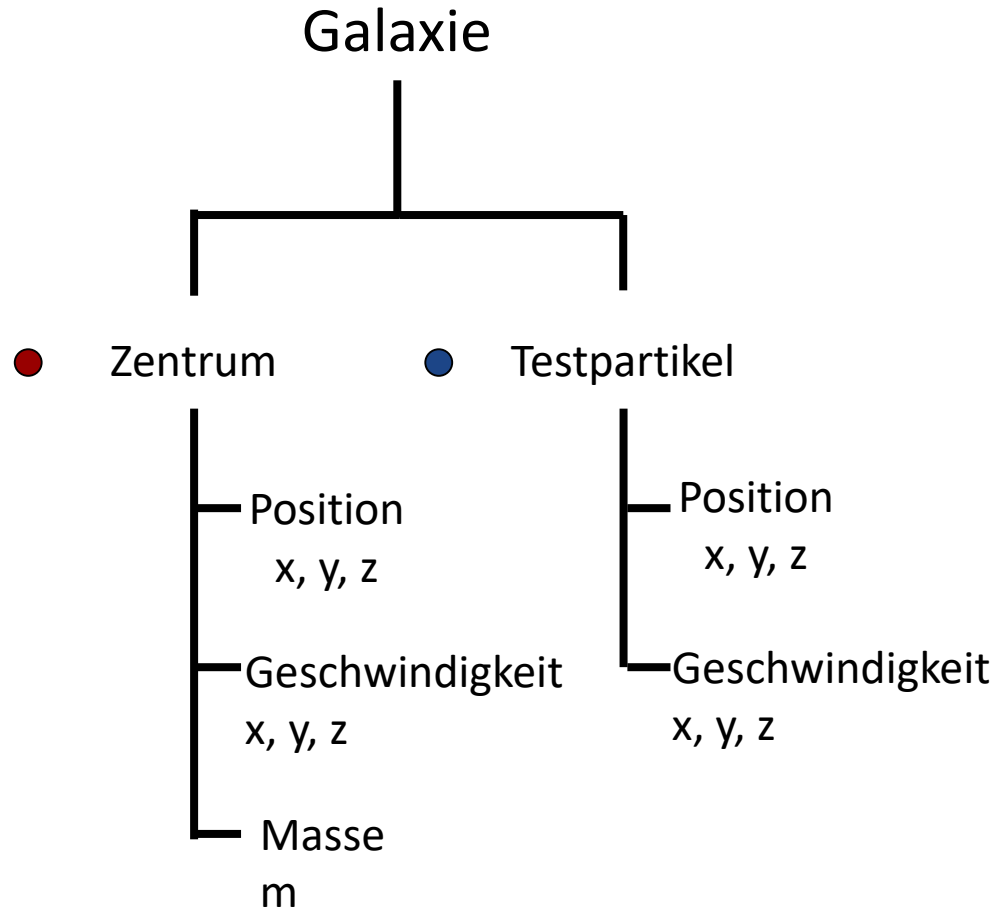 Galaxie
Zentrum
Testpartikel
Position
x, y, z
Geschwindigkeit
x, y, z
Masse
m
Position
x, y, z
Geschwindigkeit
x, y, z